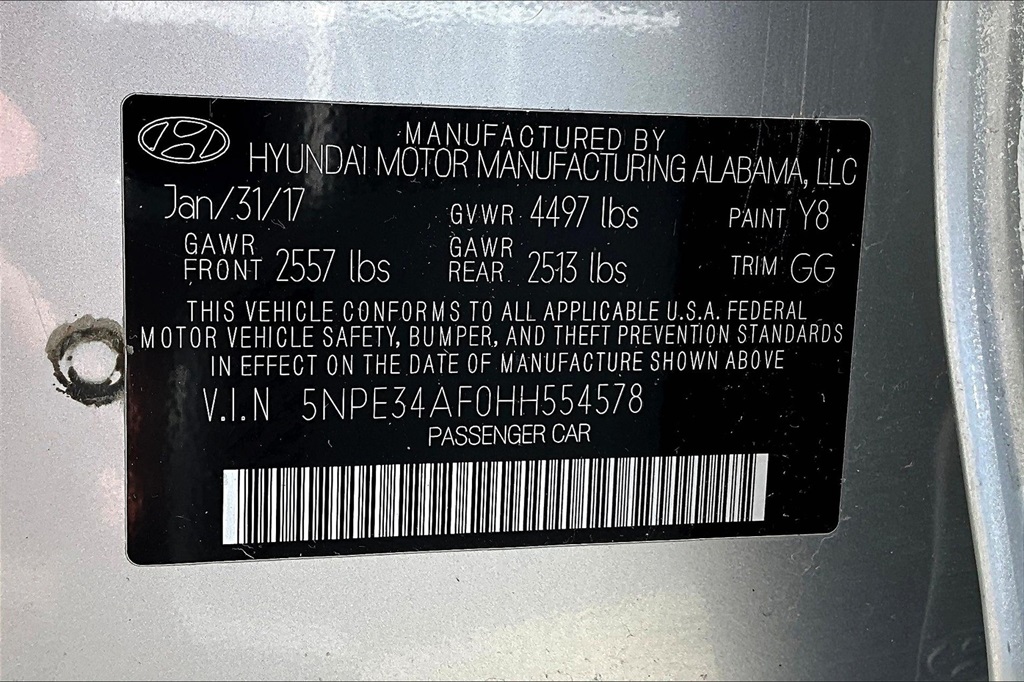 MANUFACTURED BY
HYUNDAI MOTOR MANUFACTURING ALABAMA, LLC
Jan/31/17 GVWR 4497 lbs PAINT Y8
GAWR FRONT 2557 lbs GAWR REAR 2513 lbs TRIM GG
THIS VEHICLE CONFORMS TO ALL APPLICABLE U.S.A. FEDERAL
MOTOR VEHICLE SAFETY, BUMPER, AND THEFT PREVENTION STANDARDS
IN EFFECT ON THE DATE OF MANUFACTURE SHOWN ABOVE
V.I.N 5NPE34AF0HH554578
PASSENGER CAR